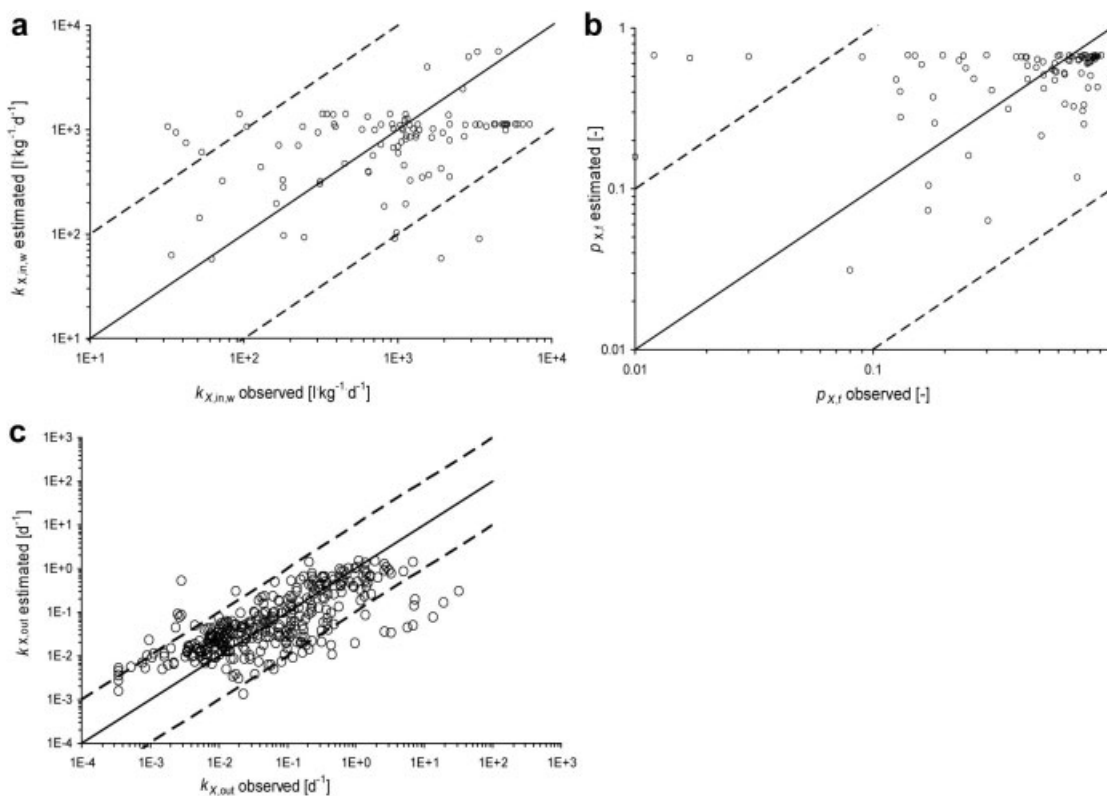 a
1E+4
1E+3
1E+2
1E+1
k X,in,w estimated [l·kg-1·d-1]
1E+1 1E+2 1E+3 1E+4
k X,in,w observed [l·kg-1·d-1]
b
1
0.1
0.01
p X,f estimated [-]
0.01 0.1
p X,f observed [-]
c
1E+3
1E+2
1E+1
1E+0
1E-1
1E-2
1E-3
1E-4
k X,out estimated [d-1]
1E-4 1E-3 1E-2 1E-1 1E+0 1E+1 1E+2 1E+3
k X,out observed [d-1]